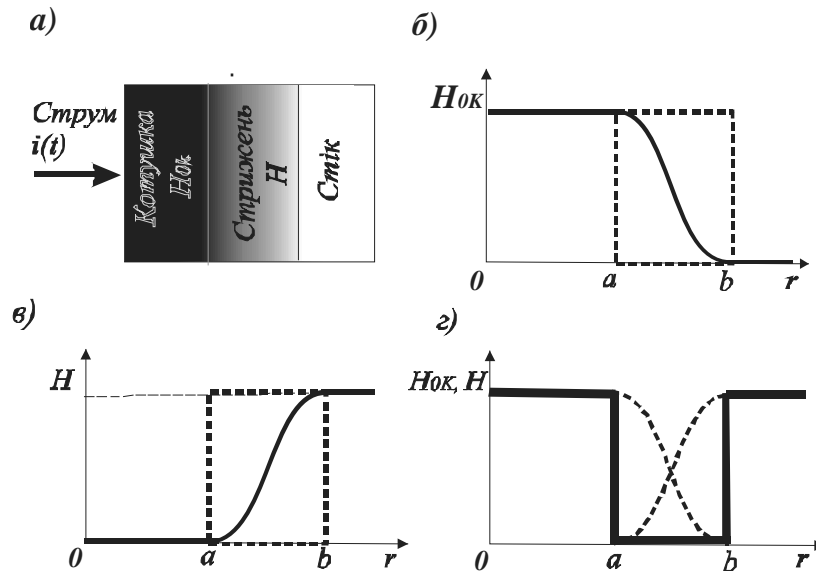 а)
Струм
i(t)
Котушка
H0k
Стрижень
H
Стік
б)
H0K
0
a
b
r
в)
H
0
a
b
r
г)
H0K, H
0
a
b
r